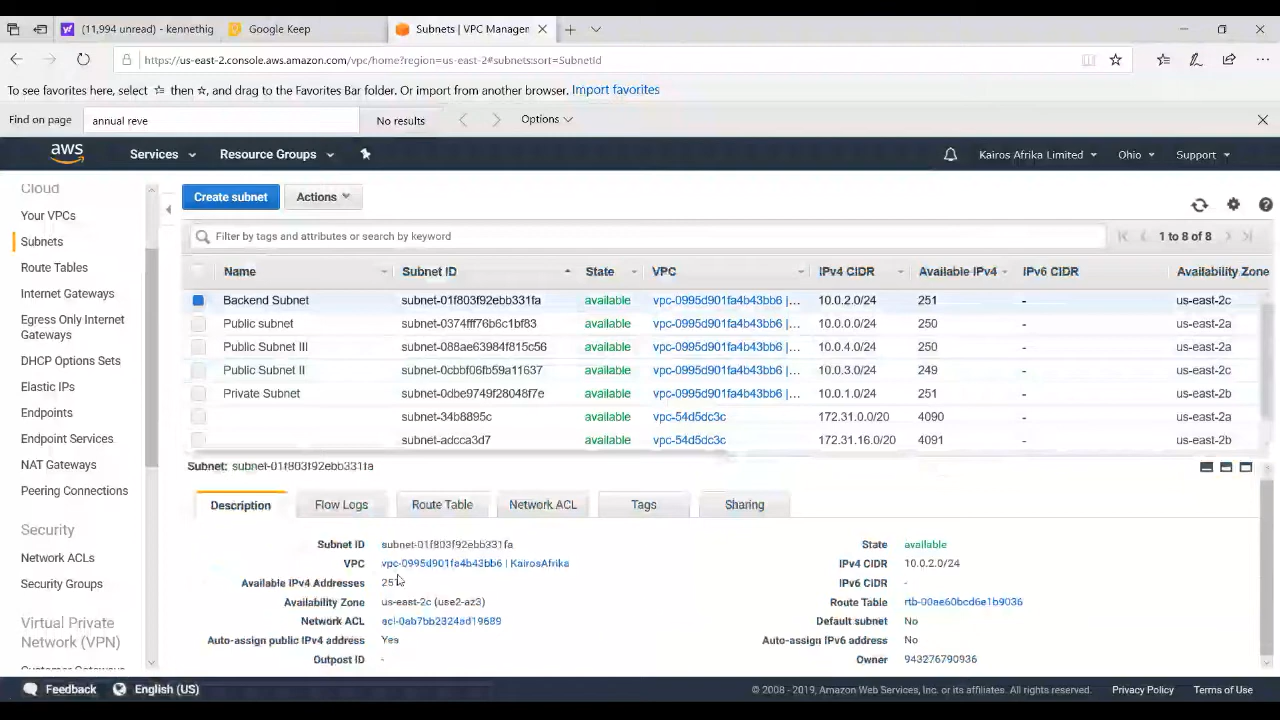 (11,994 unread) - kennethig
Google Keep
Subnets | VPC Managen
https://us-east-2.console.aws.amazon.com/vpc/home?region=us-east-2#subnets:sort=SubnetId
To see favorites here, select ☆ then ☆, and drag to the Favorites Bar folder. Or import from another browser. Import favorites
Find on page annual reve No results Options
aws Services Resource Groups Kairos Afrika Limited Ohio Support
Cloud
Your VPCs
Subnets
Route Tables
Internet Gateways
Egress Only Internet
Gateways
DHCP Options Sets
Elastic IPs
Endpoints
Endpoint Services
NAT Gateways
Peering Connections
Security
Network ACLs
Security Groups
Virtual Private
Network (VPN)
Customer Gateways
Create subnet Actions
Filter by tags and attributes or search by keyword 1 to 8 of 8
Name Subnet ID State VPC IPv4 CIDR Available IPv4 IPv6 CIDR Availability Zone
Backend Subnet subnet-01f803f92ebb331fa available vpc-0995d901fa4b43bb6 |... 10.0.2.0/24 251 - us-east-2c
Public subnet subnet-0374fff76b6c1bf83 available vpc-0995d901fa4b43bb6 |... 10.0.0.0/24 250 - us-east-2a
Public Subnet III subnet-088ae63984f815c56 available vpc-0995d901fa4b43bb6 |... 10.0.4.0/24 250 - us-east-2a
Public Subnet II subnet-0cbbf06fb59a11637 available vpc-0995d901fa4b43bb6 |... 10.0.3.0/24 249 - us-east-2a
Private Subnet subnet-0dbe9749f28048f7e available vpc-0995d901fa4b43bb6 |... 10.0.1.0/24 251 - us-east-2b
subnet-34b8895c available vpc-54d5dc3c 172.31.0.0/20 4090 - us-east-2a
subnet-adcca3d7 available vpc-54d5dc3c 172.31.16.0/20 4091 - us-east-2b
Subnet: subnet-01f803f92ebb331fa
Description Flow Logs Route Table Network ACL Tags Sharing
Subnet ID subnet-01f803f92ebb331fa State available
VPC vpc-0995d901fa4b43bb6 | KairosAfrika IPv4 CIDR 10.0.2.0/24
Available IPv4 Addresses 251 IPv6 CIDR -
Availability Zone us-east-2c (use2-az3) Route Table rtb-00ae60bcd6e1b9036
Network ACL acl-0ab7bb2324ad19689 Default subnet No
Auto-assign public IPv4 address Yes Auto-assign IPv6 address No
Outpost ID - Owner 943276790936
Feedback English (US) © 2008 - 2019, Amazon Web Services, Inc. or its affiliates. All rights reserved. Privacy Policy Terms of Use